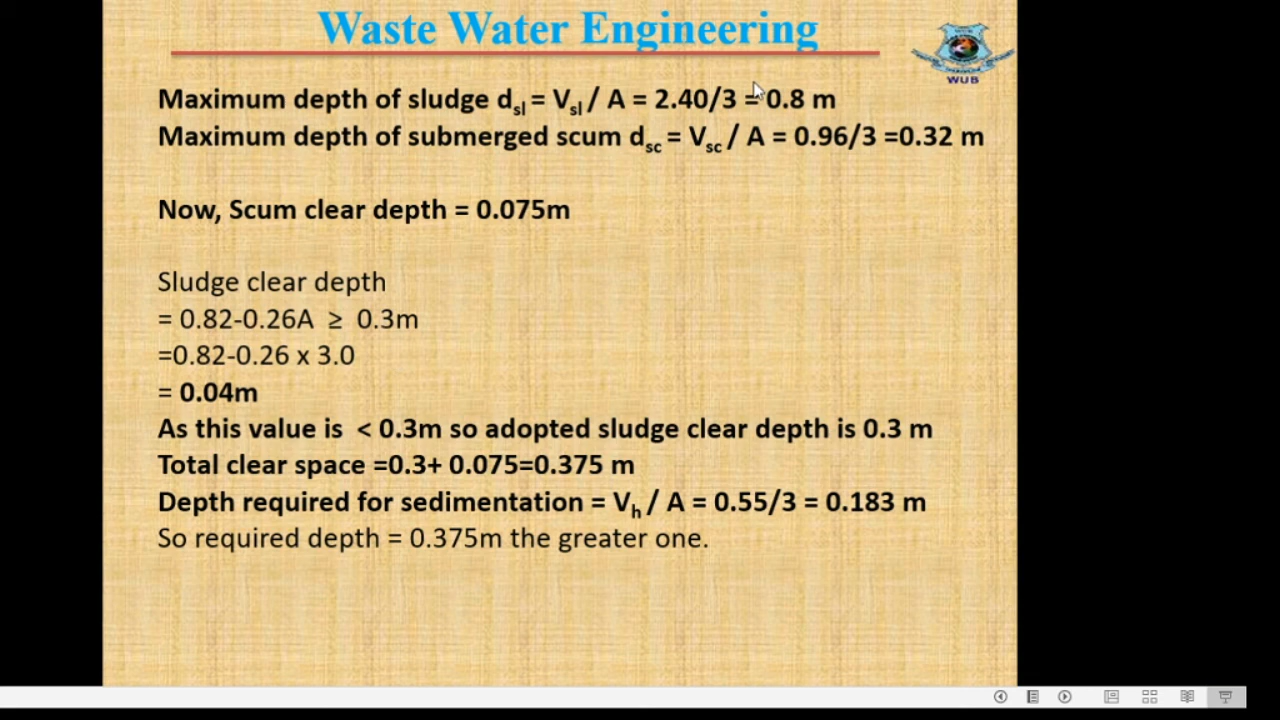 Waste Water Engineering
WUB
Maximum depth of sludge dsl = Vsl / A = 2.40/3 = 0.8 m
Maximum depth of submerged scum dsc = Vsc / A = 0.96/3 =0.32 m
Now, Scum clear depth = 0.075m
Sludge clear depth
= 0.82-0.26A ≥ 0.3m
=0.82-0.26 x 3.0
= 0.04m
As this value is < 0.3m so adopted sludge clear depth is 0.3 m
Total clear space =0.3+ 0.075=0.375 m
Depth required for sedimentation = Vh / A = 0.55/3 = 0.183 m
So required depth = 0.375m the greater one.